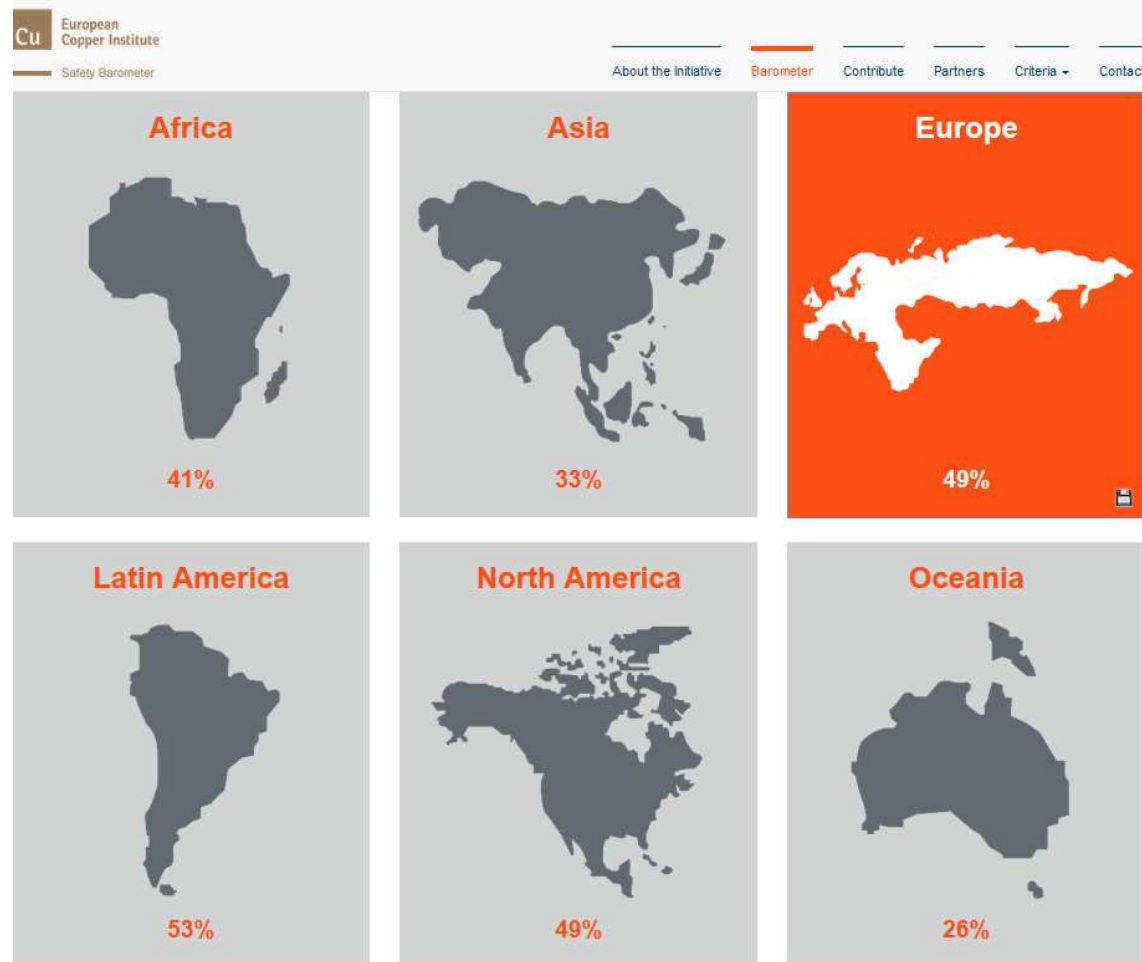 Cu
European
Copper Institute
Safety Barometer
About the Initiative Barometer Contribute Partners Criteria Contact
Africa Asia Europe
41% 33% 49%
Latin America North America Oceania
53% 49% 26%